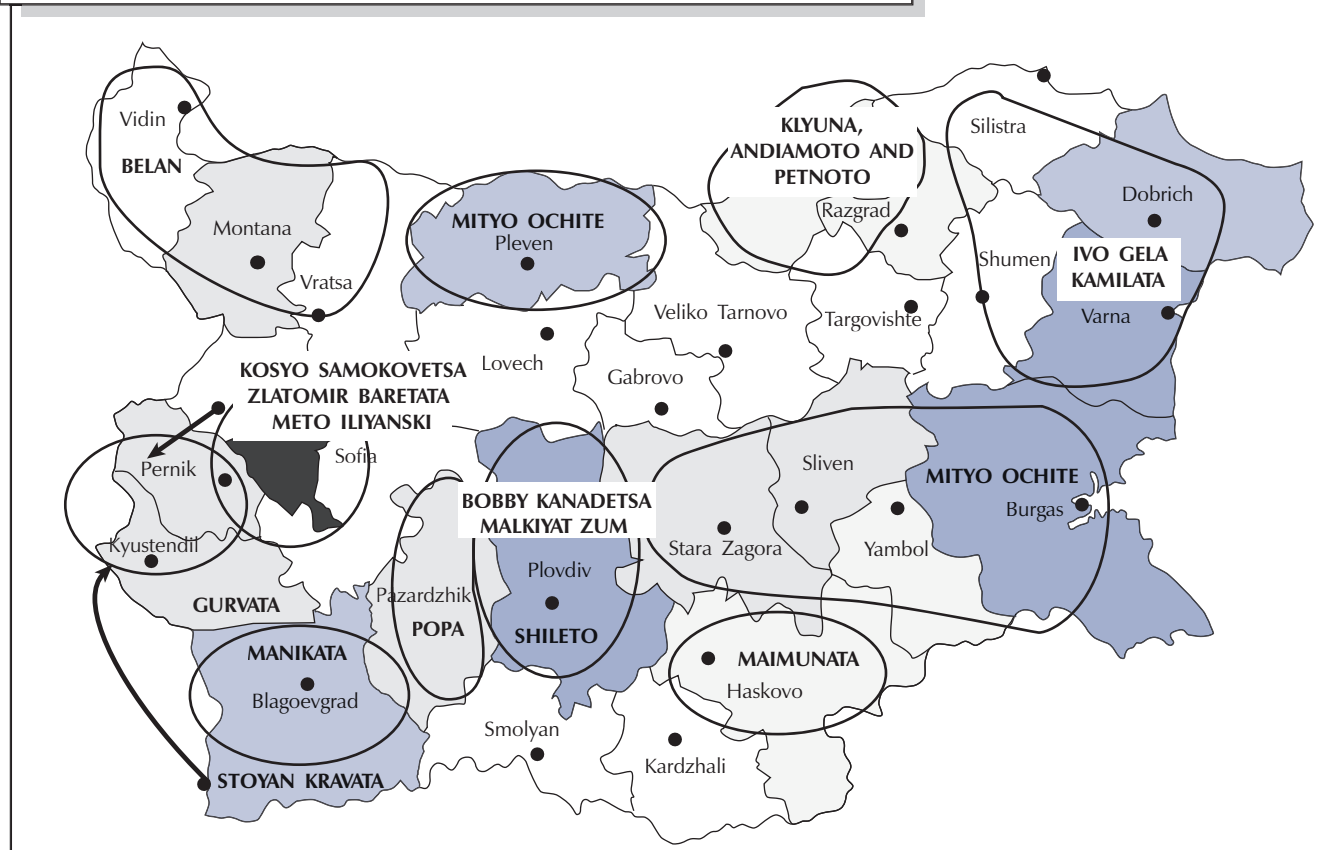 Vidin
BELAN
Montana
Vratsa
MITYO OCHITE
Pleven
KLYUNA,
ANDIAMOTO AND
PETNOTO
Razgrad
Silistra
Dobrich
Shumen
IVO GELA
KAMILATA
Varna
Veliko Tarnovo
Targovishte
Lovech
Gabrovo
KOSYO SAMOKOVETSA
ZLATOMIR BARETATA
METO ILIYANSKI
Sofia
Pernik
Kyustendil
GURVATA
Pazardzhik
POPA
BOBBY KANADETSA
MALKIYAT ZUM
Plovdiv
SHILETO
Stara Zagora
Sliven
Yambol
MITYO OCHITE
Burgas
MANIKATA
Blagoevgrad
STOYAN KRAVATA
Smolyan
MAIMUNATA
Haskovo
Kardzhali